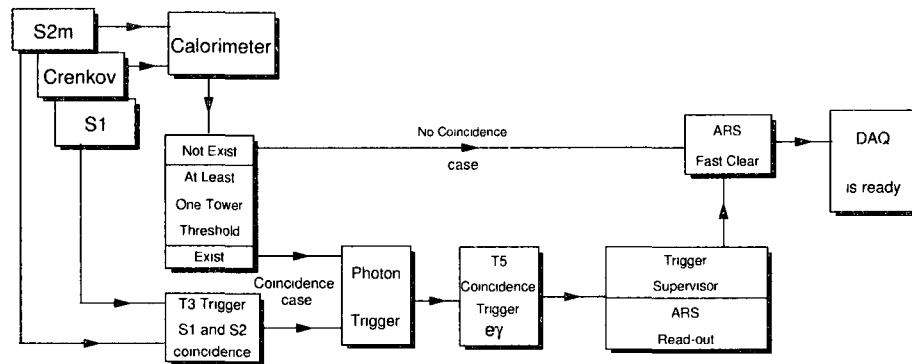 S2m
Crenkov
S1
Calorimeter
Not Exist
At Least
One Tower
Threshold
Exist
No Coincidence
case
ARS
Fast Clear
DAQ
is ready
Coincidence
case
T3 Trigger
S1 and S2
coincidence
Photon
Trigger
T5
Coincidence
Trigger
eγ
Trigger
Supervisor
ARS
Read-out